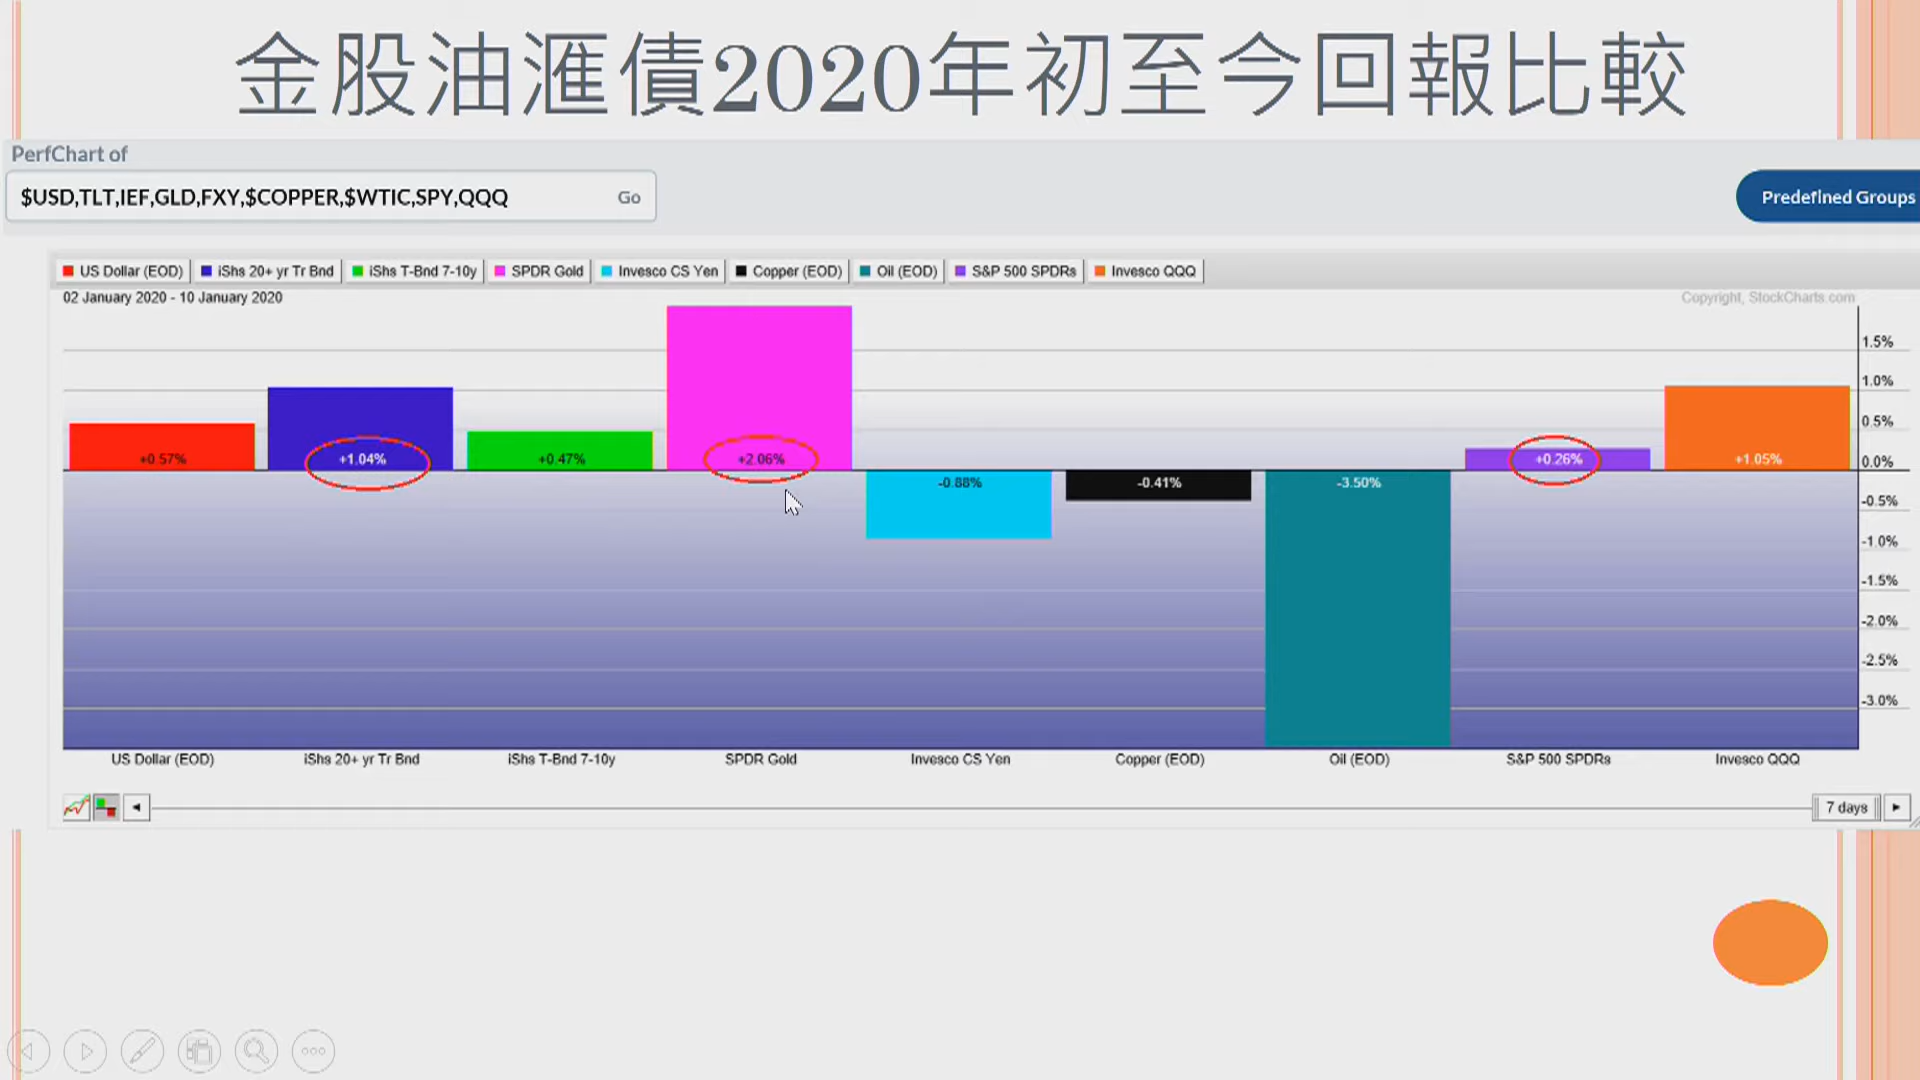 金股油滙債2020年初至今回報比較
PerfChart of
$USD,TLT,IEF,GLD,FXY,$COPPER,$WTIC,SPY,QQQ Go
Predefined Groups
US Dollar (EOD) iShs 20+ yr Tr Bnd iShs T-Bnd 7-10y SPDR Gold Invesco CS Yen Copper (EOD) Oil (EOD) S&P 500 SPDRs Invesco QQQ
02 January 2020 - 10 January 2020
Copyright, StockCharts.com
1.5%
1.0%
0.5%
0.0%
-0.5%
-1.0%
-1.5%
-2.0%
-2.5%
-3.0%
+0.57% +1.04% +0.47% +2.06% -0.88% -0.41% -3.50% +0.26% +1.05%
US Dollar (EOD) iShs 20+ yr Tr Bnd iShs T-Bnd 7-10y SPDR Gold Invesco CS Yen Copper (EOD) Oil (EOD) S&P 500 SPDRs Invesco QQQ
7 days